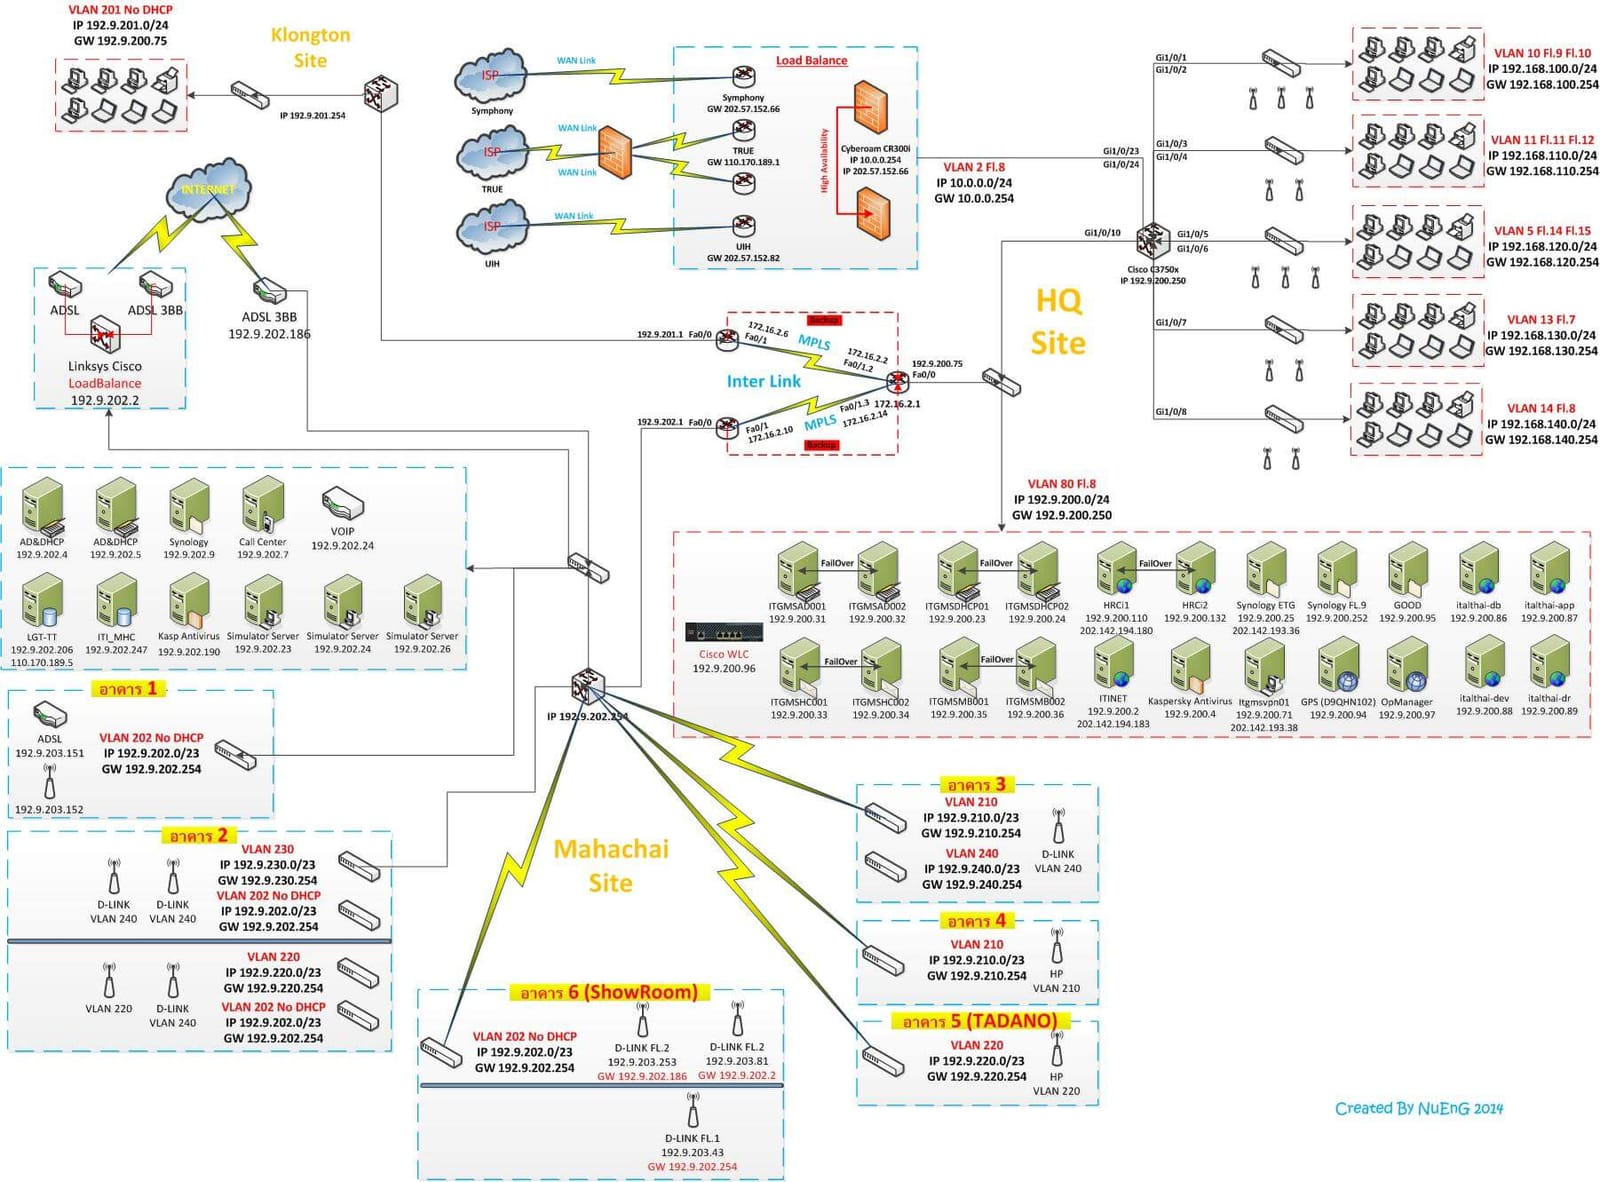 VLAN 201 No DHCP
IP 192.9.201.0/24
GW 192.9.200.75
Klongton
Site
IP 192.9.201.254
ISP
Symphony
WAN Link
ISP
TRUE
WAN Link
WAN Link
ISP
UIH
WAN Link
Load Balance
Symphony
GW 202.57.152.66
TRUE
GW 110.170.189.1
UIH
GW 202.57.152.82
High Availability
Cyberoam CR300i
IP 10.0.0.254
IP 202.57.152.66
VLAN 2 Fl.8
IP 10.0.0.0/24
GW 10.0.0.254
Gi1/0/23
Gi1/0/24
Gi1/0/10
Cisco C3750x
IP 192.9.200.250
Gi1/0/1
Gi1/0/2
VLAN 10 Fl.9 Fl.10
IP 192.168.100.0/24
GW 192.168.100.254
Gi1/0/3
Gi1/0/4
VLAN 11 Fl.11 Fl.12
IP 192.168.110.0/24
GW 192.168.110.254
Gi1/0/5
Gi1/0/6
VLAN 5 Fl.14 Fl.15
IP 192.168.120.0/24
GW 192.168.120.254
Gi1/0/7
VLAN 13 Fl.7
IP 192.168.130.0/24
GW 192.168.130.254
Gi1/0/8
VLAN 14 Fl.8
IP 192.168.140.0/24
GW 192.168.140.254
HQ
Site
INTERNET
ADSL
ADSL 3BB
Linksys Cisco
LoadBalance
192.9.202.2
ADSL 3BB
192.9.202.186
192.9.201.1 Fa0/0
172.16.2.6
Fa0/1
MPLS
Backup
172.16.2.2
Fa0/1.2
192.9.200.75
Fa0/0
172.16.2.1
Inter Link
192.9.202.1 Fa0/0
Fa0/1
172.16.2.10
MPLS
Fa0/1.3
172.16.2.14
Backup
VLAN 80 Fl.8
IP 192.9.200.0/24
GW 192.9.200.250
AD&DHCP
192.9.202.4
AD&DHCP
192.9.202.5
Synology
192.9.202.9
Call Center
192.9.202.7
VOIP
192.9.202.24
LGT-TT
192.9.202.206
110.170.189.5
ITI_MHC
192.9.202.247
Kasp Antivirus
192.9.202.190
Simulator Server
192.9.202.23
Simulator Server
192.9.202.24
Simulator Server
192.9.202.26
Cisco WLC
192.9.200.96
FailOver
ITGMSAD001
192.9.200.31
ITGMSAD002
192.9.200.32
FailOver
ITGMSDHCP01
192.9.200.23
ITGMSDHCP02
192.9.200.24
FailOver
HRCi1
192.9.200.110
202.142.194.180
HRCi2
192.9.200.132
Synology ETG
192.9.200.25
202.142.193.36
Synology FL.9
192.9.200.252
GOOD
192.9.200.95
italthai-db
192.9.200.86
italthai-app
192.9.200.87
FailOver
ITGMSHC001
192.9.200.33
ITGMSHC002
192.9.200.34
FailOver
ITGMSMB001
192.9.200.35
ITGMSMB002
192.9.200.36
ITINET
192.9.200.2
202.142.194.183
Kaspersky Antivirus
192.9.200.4
Itgmsvpn01
192.9.200.71
202.142.193.38
GPS (D9QHN102)
192.9.200.94
OpManager
192.9.200.97
italthai-dev
192.9.200.88
italthai-dr
192.9.200.89
IP 192.9.202.254
อาคาร 1
ADSL
192.9.203.151
192.9.203.152
VLAN 202 No DHCP
IP 192.9.202.0/23
GW 192.9.202.254
อาคาร 2
D-LINK
VLAN 240
D-LINK
VLAN 240
VLAN 230
IP 192.9.230.0/23
GW 192.9.230.254
VLAN 202 No DHCP
IP 192.9.202.0/23
GW 192.9.202.254
VLAN 220
D-LINK
VLAN 240
VLAN 220
IP 192.9.220.0/23
GW 192.9.220.254
VLAN 202 No DHCP
IP 192.9.202.0/23
GW 192.9.202.254
Mahachai
Site
อาคาร 3
VLAN 210
IP 192.9.210.0/23
GW 192.9.210.254
VLAN 240
IP 192.9.240.0/23
GW 192.9.240.254
D-LINK
VLAN 240
อาคาร 4
VLAN 210
IP 192.9.210.0/23
GW 192.9.210.254
HP
VLAN 210
อาคาร 5 (TADANO)
VLAN 220
IP 192.9.220.0/23
GW 192.9.220.254
HP
VLAN 220
อาคาร 6 (ShowRoom)
VLAN 202 No DHCP
IP 192.9.202.0/23
GW 192.9.202.254
D-LINK FL.2
192.9.203.253
GW 192.9.202.186
D-LINK FL.2
192.9.203.81
GW 192.9.202.2
D-LINK FL.1
192.9.203.43
GW 192.9.202.254
Created By NuEnG 2014